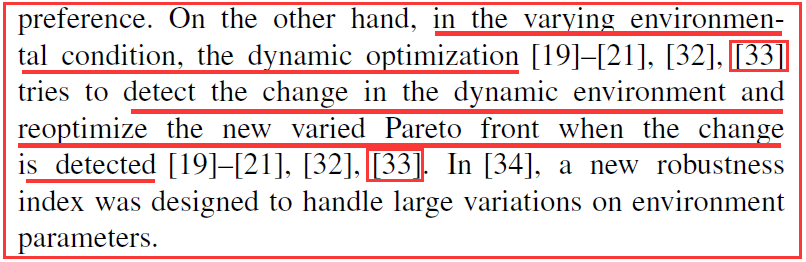 preference. On the other hand, in the varying environmen-
tal condition, the dynamic optimization [19]–[21], [32], [33]
tries to detect the change in the dynamic environment and
reoptimize the new varied Pareto front when the change
is detected [19]–[21], [32], [33]. In [34], a new robustness
index was designed to handle large variations on environment
parameters.